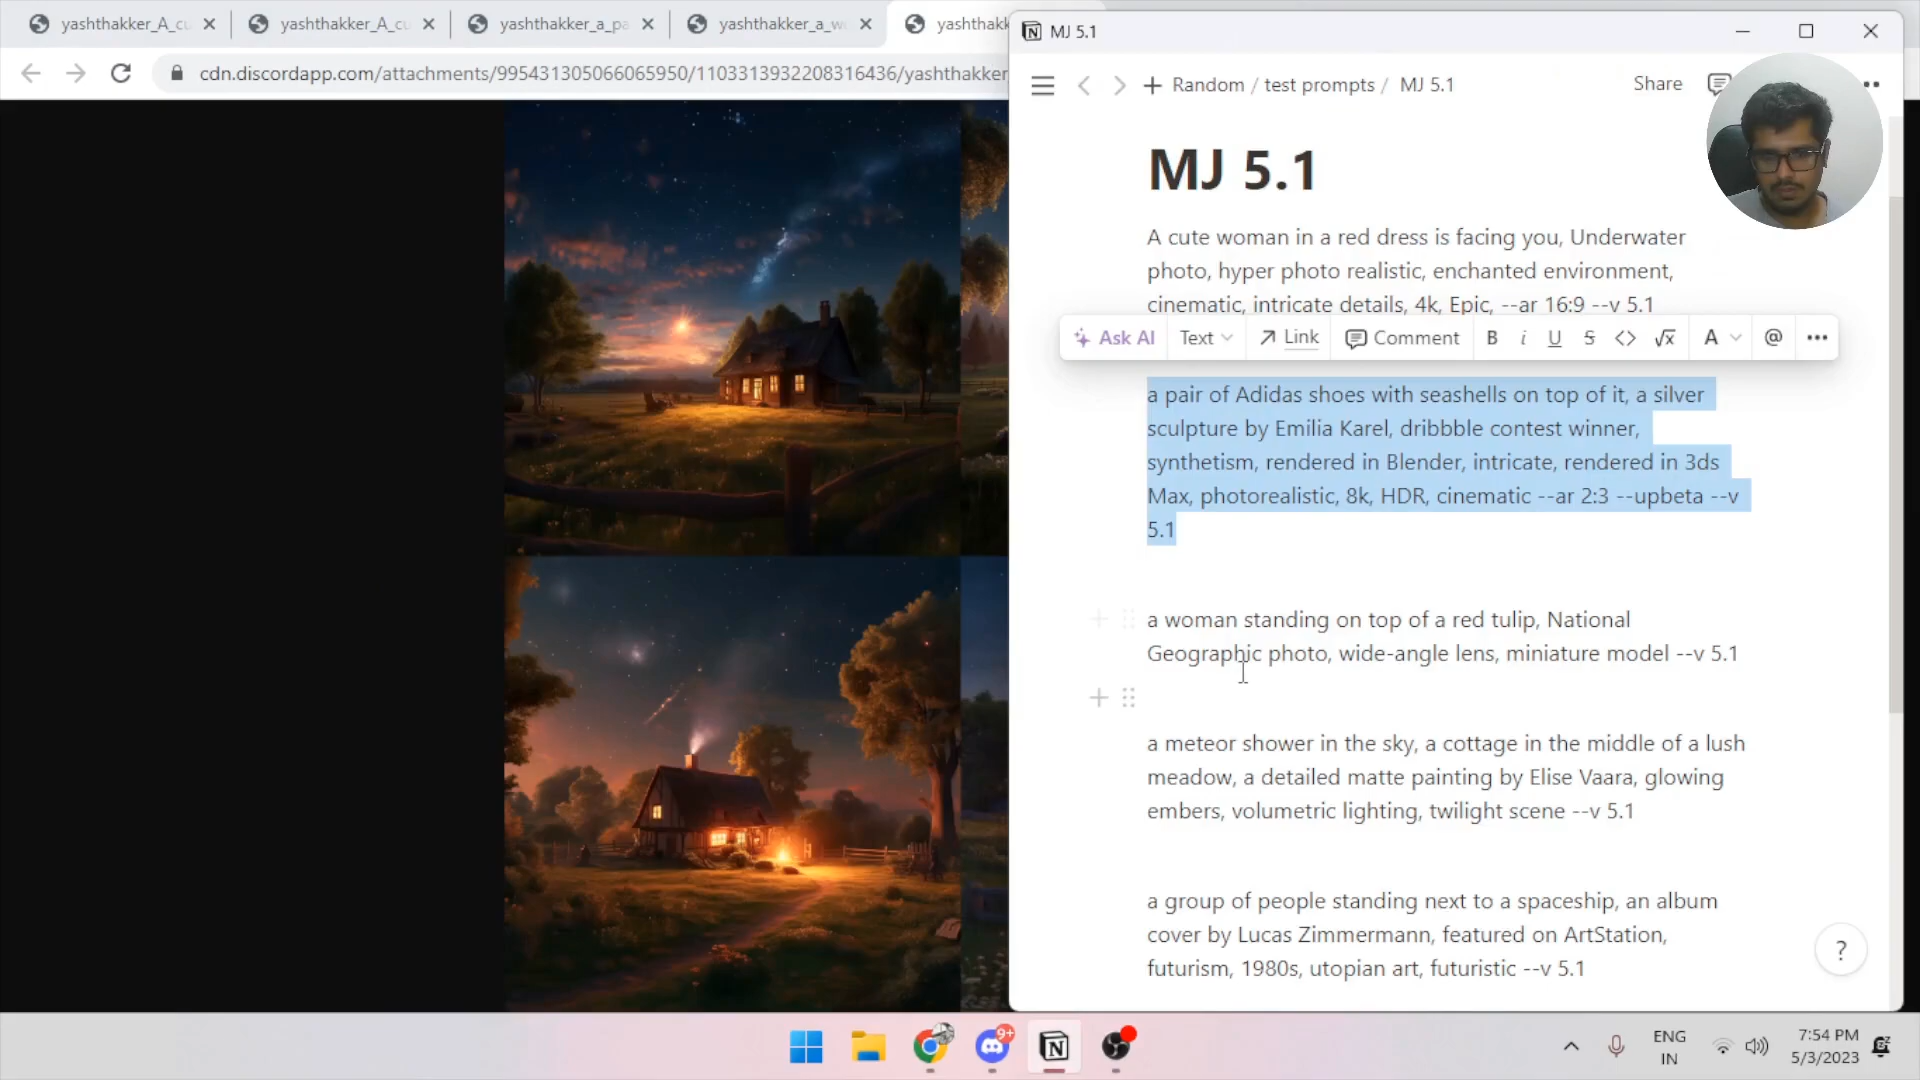 yashthakker_A_cu
yashthakker_A_cu
yashthakker_a_pa
yashthakker_a_w
yashthak
cdn.discordapp.com/attachments/995431305066065950/1103313932208316436/yashthakker
MJ 5.1
Random / test prompts / MJ 5.1
Share
MJ 5.1
A cute woman in a red dress is facing you, Underwater
photo, hyper photo realistic, enchanted environment,
cinematic, intricate details, 4k, Epic, --ar 16:9 --v 5.1
Ask AI Text Link Comment B i U S <> √x A @ •••
a pair of Adidas shoes with seashells on top of it, a silver
sculpture by Emilia Karel, dribbble contest winner,
synthetism, rendered in Blender, intricate, rendered in 3ds
Max, photorealistic, 8k, HDR, cinematic --ar 2:3 --upbeta --v
5.1
a woman standing on top of a red tulip, National
Geographic photo, wide-angle lens, miniature model --v 5.1
a meteor shower in the sky, a cottage in the middle of a lush
meadow, a detailed matte painting by Elise Vaara, glowing
embers, volumetric lighting, twilight scene --v 5.1
a group of people standing next to a spaceship, an album
cover by Lucas Zimmermann, featured on ArtStation,
futurism, 1980s, utopian art, futuristic --v 5.1
?
9+
ENG
IN
7:54 PM
5/3/2023